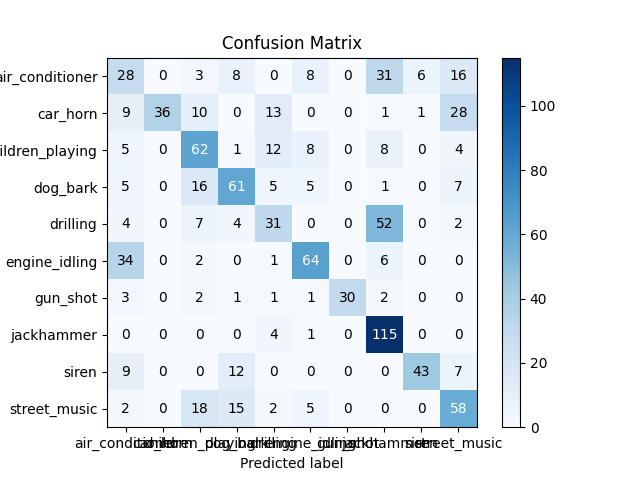 Confusion Matrix
air_conditioner 28 0 3 8 0 8 0 31 6 16
car_horn 9 36 10 0 13 0 0 1 1 28
ildren_playing 5 0 62 1 12 8 0 8 0 4
dog_bark 5 0 16 61 5 5 0 1 0 7
drilling 4 0 7 4 31 0 0 52 0 2
engine_idling 34 0 2 0 1 64 0 6 0 0
gun_shot 3 0 2 1 1 1 30 2 0 0
jackhammer 0 0 0 0 4 1 0 115 0 0
siren 9 0 12 0 0 0 0 0 43 7
street_music 2 0 18 15 2 5 0 0 0 58
100
80
60
40
20
0
street_music
Predicted label